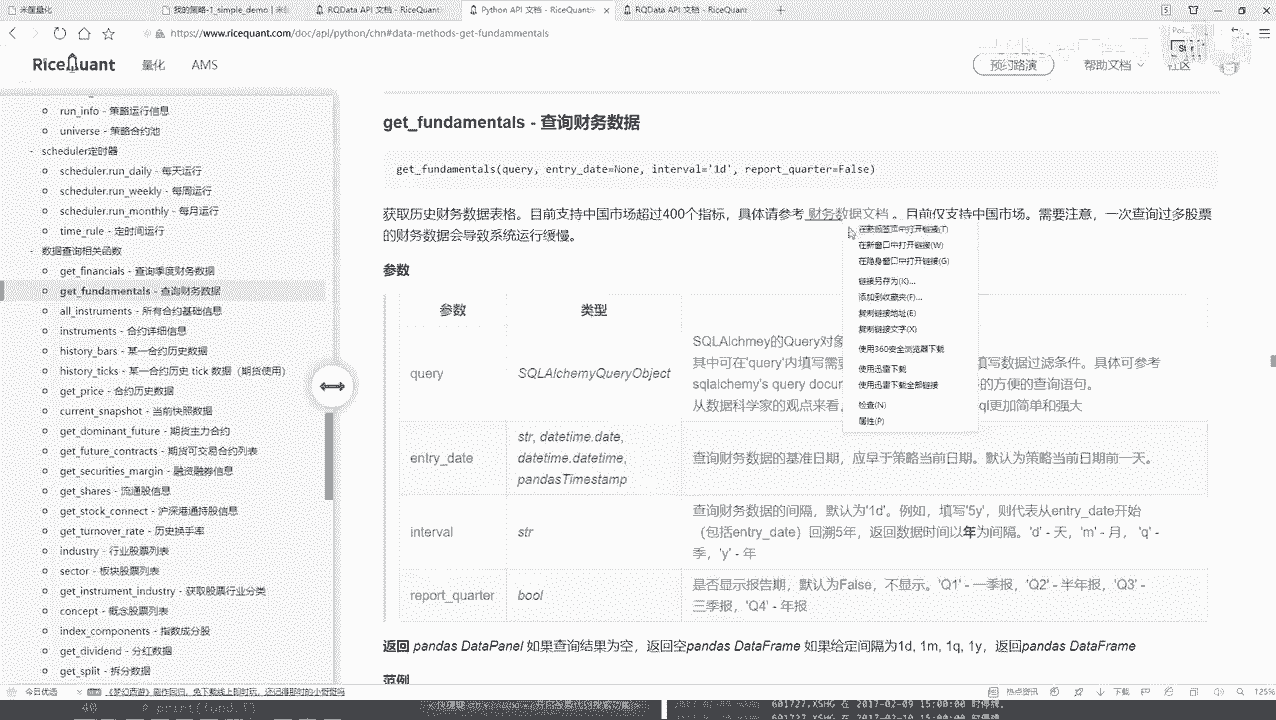 米筐量化
我的策略-1_simple_demo | 米筐
RQData API 文档 - RiceQuant
Python API 文档 - RiceQuant
RQData API 文档 - RiceQuant
https://www.ricequant.com/doc/api/python/chn#data-methods-get-fundammentals
RiceQuant 量化 AMS
预约路演 帮助文档 社区
run_info - 策略运行信息
universe - 策略合约池
scheduler定时器
scheduler.run_daily - 每天运行
scheduler.run_weekly - 每周运行
scheduler.run_monthly - 每月运行
time_rule - 定时间运行
数据查询相关函数
get_financials - 查询季度财务数据
get_fundamentals - 查询财务数据
all_instruments - 所有合约基础信息
instruments - 合约详细信息
history_bars - 某一合约历史数据
history_ticks - 某一合约历史 tick 数据（期货使用）
get_price - 合约历史数据
current_snapshot - 当前快照数据
get_dominant_future - 期货主力合约
get_future_contracts - 期货可交易合约列表
get_securities_margin - 融资融券信息
get_shares - 流通股信息
get_stock_connect - 沪深港通持股信息
get_turnover_rate - 历史换手率
industry - 行业股票列表
sector - 板块股票列表
get_instrument_industry - 获取股票行业分类
concept - 概念股票列表
index_components - 指数成分股
get_dividend - 分红数据
get_split - 拆分数据
get_fundamentals - 查询财务数据
get_fundamentals(query, entry_date=None, interval='1d', report_quarter=False)
获取历史财务数据表格。目前支持中国市场超过400个指标，具体请参考 财务数据文档 。目前仅支持中国市场。需要注意，一次查询过多股票
的财务数据会导致系统运行缓慢。
参数
参数 类型
query SQLAlchemyQueryObject
SQLAlchmey的Query对象
其中可在'query'内填写需要 填写数据过滤条件。具体可参考
sqlalchemy's query docum 的方便的查询语句。
从数据科学家的观点来看， ql更加简单和强大
entry_date
str, datetime.date,
datetime.datetime,
pandasTimestamp
查询财务数据的基准日期，应早于策略当前日期。默认为策略当前日期前一天。
interval str
查询财务数据的间隔，默认为'1d'。例如，填写'5y'，则代表从entry_date开始
（包括entry_date）回溯5年，返回数据时间以年为间隔。'd' - 天，'m' - 月， 'q' -
季，'y' - 年
report_quarter bool
是否显示报告期，默认为False，不显示。'Q1' - 一季报，'Q2' - 半年报，'Q3' -
三季报，'Q4' - 年报
返回 pandas DataPanel 如果查询结果为空，返回空pandas DataFrame 如果给定间隔为1d, 1m, 1q, 1y，返回pandas DataFrame
范例
在新标签页中打开链接(T)
在新窗口中打开链接(W)
在隐身窗口中打开链接(G)
链接另存为(K)...
添加到收藏夹(F)...
复制链接地址(E)
复制链接文字(X)
使用360安全浏览器下载
使用迅雷下载
使用迅雷下载全部链接
检查(N)
属性(P)
今日优选
热点资讯 下载 125%
601727.XSHG 在 2017-02-09 15:00:00 时停牌.
601727.XSHG 在 2017-02-10 15:00:00 时停牌.